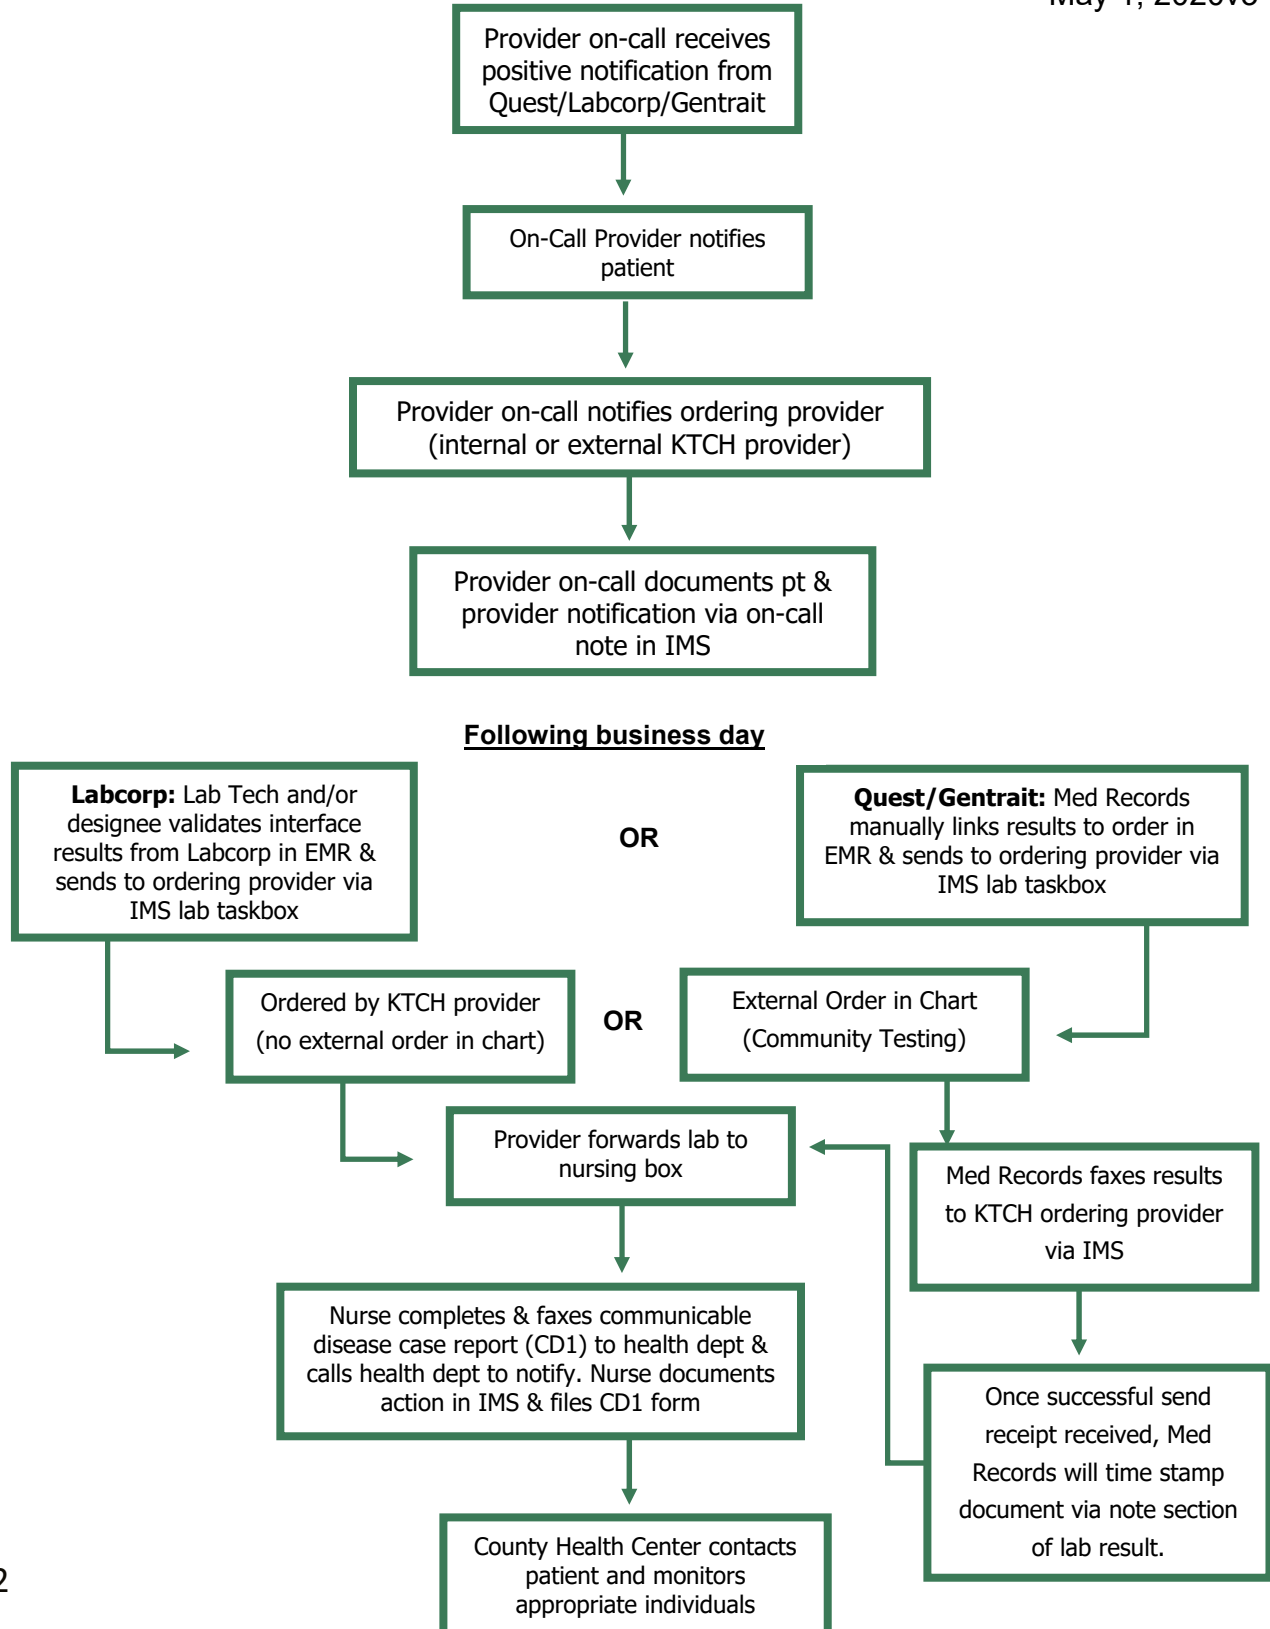 May 1, 2020v3
Provider on-call receives
positive notification from
Quest/Labcorp/Gentrait
On-Call Provider notifies
patient
Provider on-call notifies ordering provider
(internal or external KTCH provider)
Provider on-call documents pt &
provider notification via on-call
note in IMS
Following business day
Labcorp: Lab Tech and/or
designee validates interface
results from Labcorp in EMR &
sends to ordering provider via
IMS lab taskbox
OR
Quest/Gentrait: Med Records
manually links results to order in
EMR & sends to ordering provider via
IMS lab taskbox
Ordered by KTCH provider
(no external order in chart)
OR
External Order in Chart
(Community Testing)
Provider forwards lab to
nursing box
Med Records faxes results
to KTCH ordering provider
via IMS
Nurse completes & faxes communicable
disease case report (CD1) to health dept &
calls health dept to notify. Nurse documents
action in IMS & files CD1 form
Once successful send
receipt received, Med
Records will time stamp
document via note section
of lab result.
County Health Center contacts
patient and monitors
appropriate individuals
2